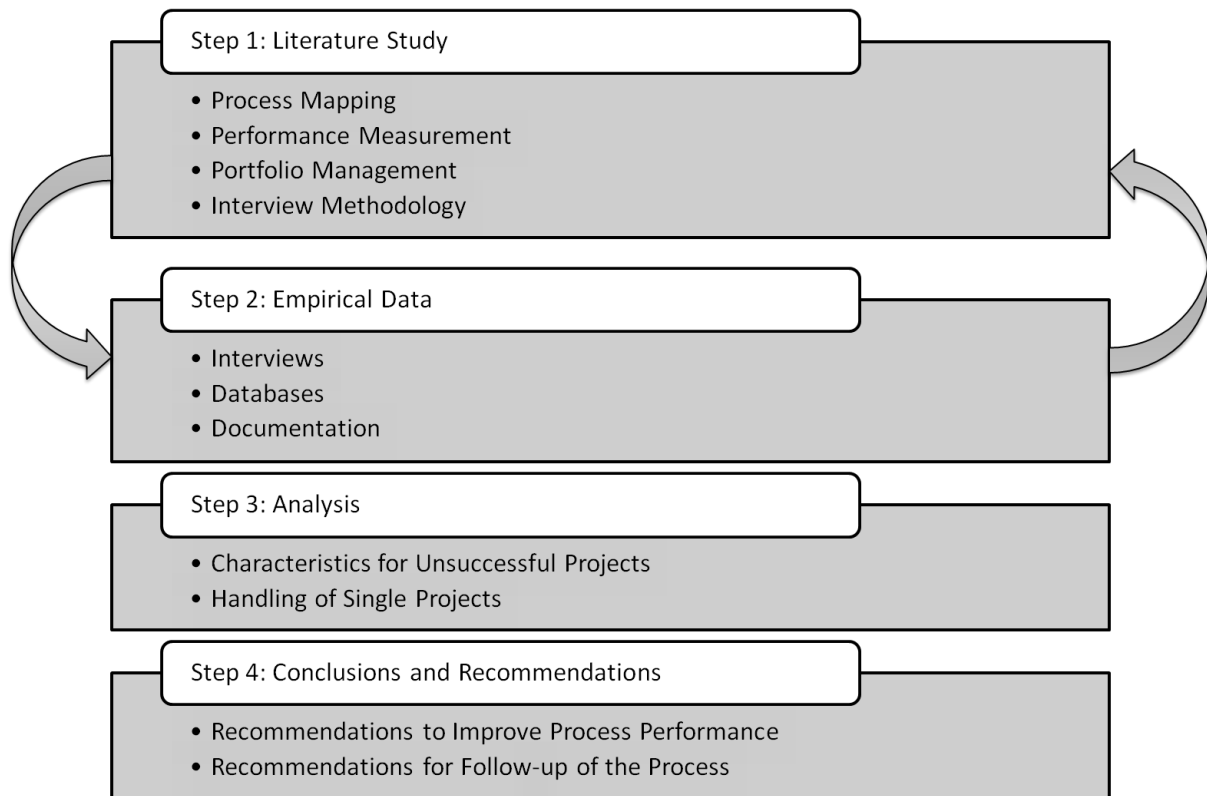 Step 1: Literature Study
• Process Mapping
• Performance Measurement
• Portfolio Management
• Interview Methodology
Step 2: Empirical Data
• Interviews
• Databases
• Documentation
Step 3: Analysis
• Characteristics for Unsuccessful Projects
• Handling of Single Projects
Step 4: Conclusions and Recommendations
• Recommendations to Improve Process Performance
• Recommendations for Follow-up of the Process